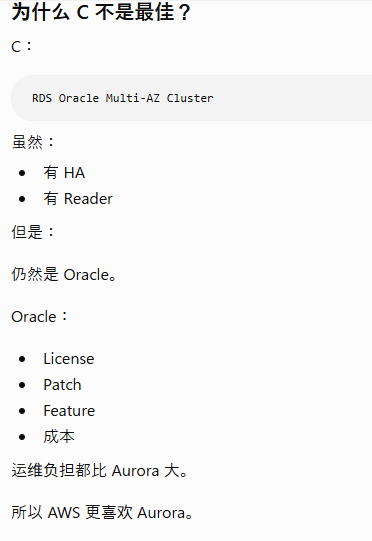 为什么 C 不是最佳？
C：
RDS Oracle Multi-AZ Cluster
虽然：
有 HA
有 Reader
但是：
仍然是 Oracle。
Oracle：
License
Patch
Feature
成本
运维负担都比 Aurora 大。
所以 AWS 更喜欢 Aurora。